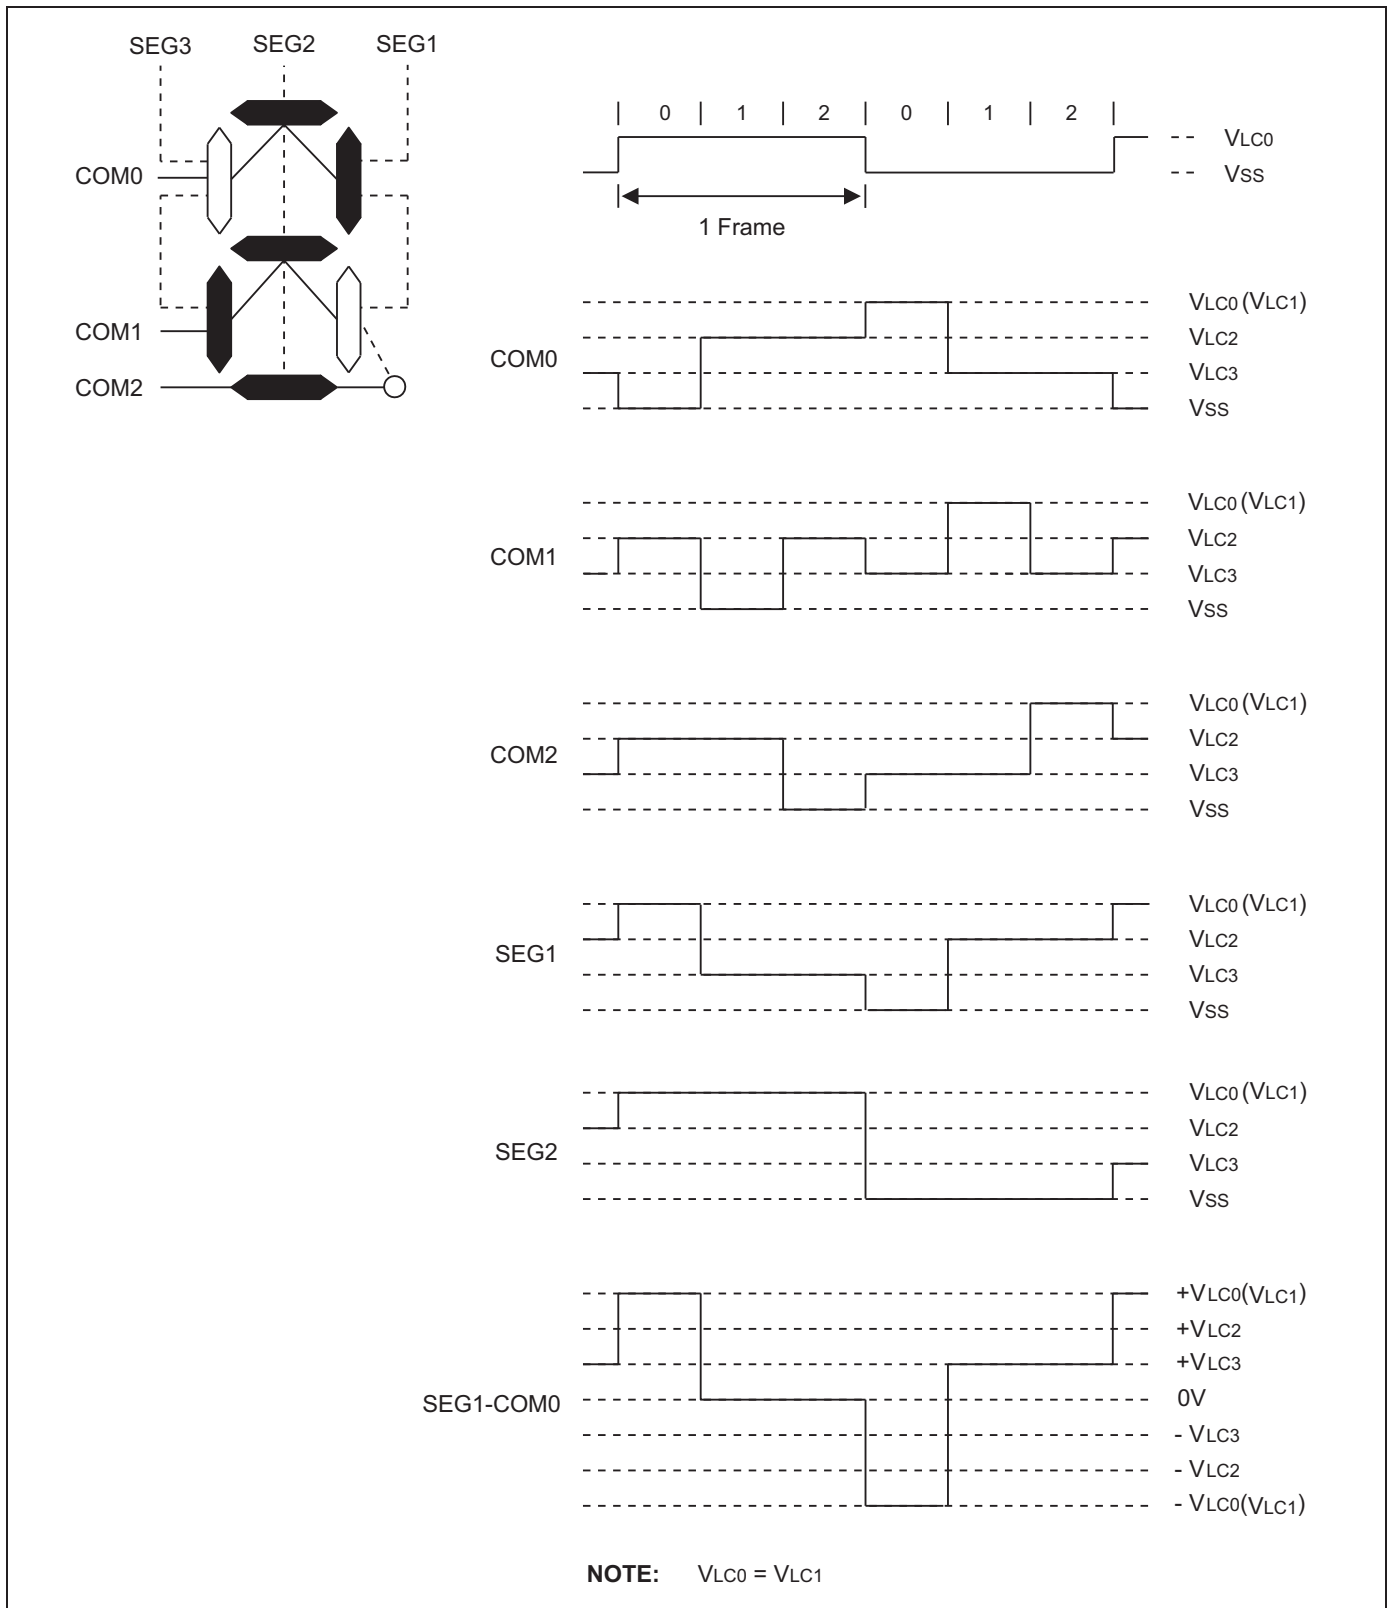 SEG3 SEG2 SEG1
COM0
COM1
COM2
0 1 2 0 1 2
VLC0
VSS
1 Frame
COM0
VLC0 (VLC1)
VLC2
VLC3
VSS
COM1
VLC0 (VLC1)
VLC2
VLC3
VSS
COM2
VLC0 (VLC1)
VLC2
VLC3
VSS
SEG1
VLC0 (VLC1)
VLC2
VLC3
VSS
SEG2
VLC0 (VLC1)
VLC2
VLC3
VSS
SEG1-COM0
+VLC0(VLC1)
+VLC2
+VLC3
0V
- VLC3
- VLC2
- VLC0(VLC1)
NOTE: VLC0 = VLC1